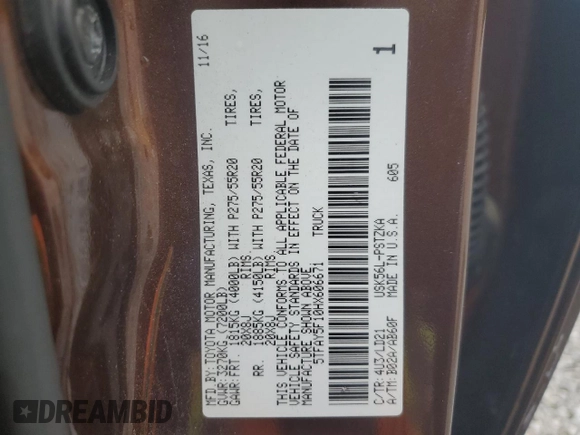 MFD.BY:TOYOTA MOTOR MANUFACTURING, TEXAS, INC. 11/16
GVWR:3270KG(7200LB)
GAWR:FRT. 1815KG (4000LB) WITH P275/55R20 TIRES,
20X8J RIMS
RR. 1885KG (4150LB) WITH P275/55R20 TIRES,
20X8J RIMS
THIS VEHICLE CONFORMS TO ALL APPLICABLE FEDERAL MOTOR
VEHICLE SAFETY STANDARDS IN EFFECT ON THE DATE OF
MANUFACTURE SHOWN ABOVE.
5TFAY5F10HX606671 TRUCK
1
C/TR:4U3/LD21 USK56L-PSTZKA
A/TM:B02A/AB60F MADE IN U.S.A. 605
DREAMBID